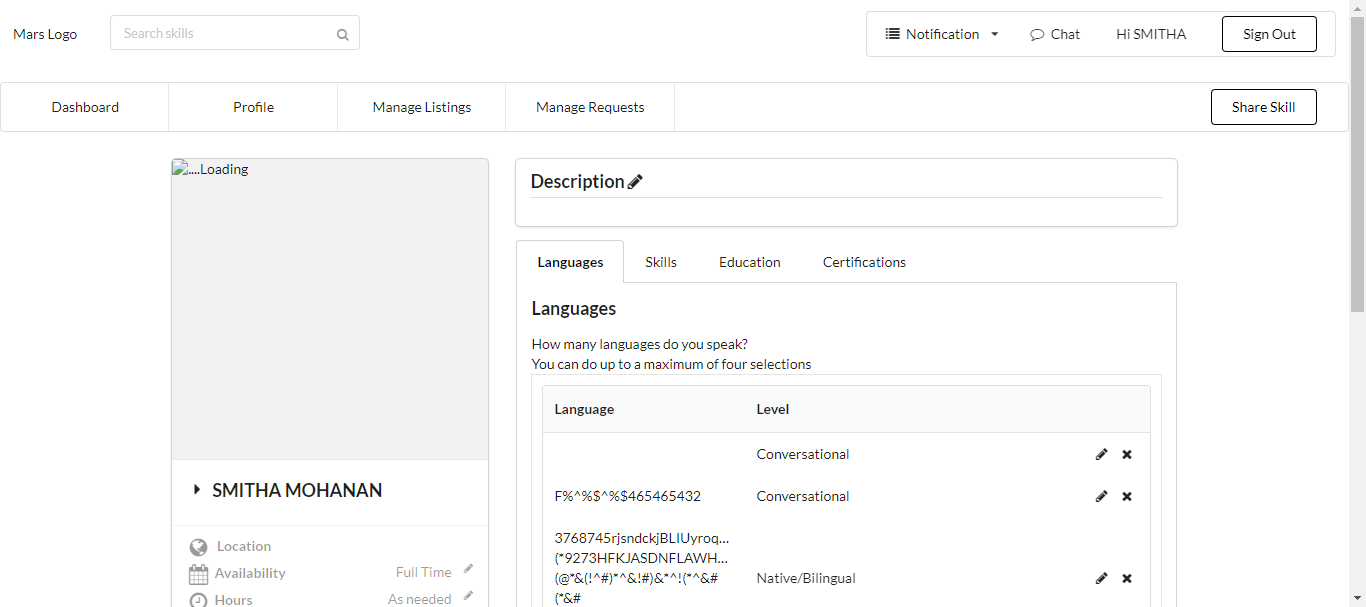 Mars Logo
Search skills
Notification
Chat
Hi SMITHA
Sign Out
Dashboard
Profile
Manage Listings
Manage Requests
Share Skill
....Loading
Description
Languages
Skills
Education
Certifications
Languages
How many languages do you speak?
You can do up to a maximum of four selections
Language
Level
Conversational
F%^%$^%$465465432
Conversational
3768745rjsndckjBLIUyroq...
(*9273HFKJASDNFLAWH...
(@*&(!^#)*^&!#)&*^!(*^&#
(*&#
Native/Bilingual
SMITHA MOHANAN
Location
Availability
Full Time
Hours
As needed